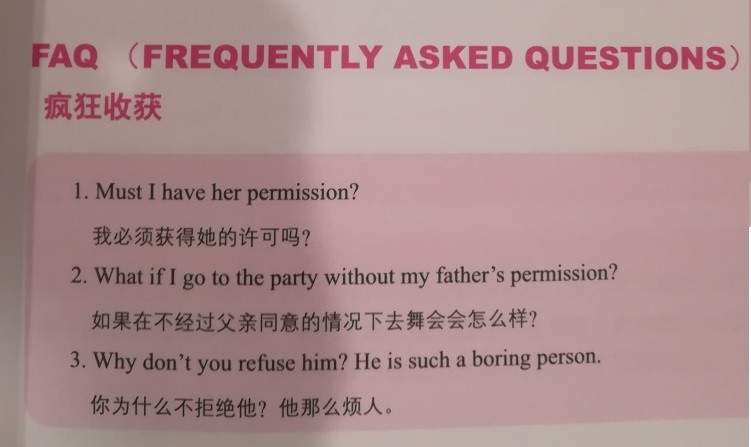 FAQ （FREQUENTLY ASKED QUESTIONS）
疯狂收获
1. Must I have her permission?
我必须获得她的许可吗？
2. What if I go to the party without my father's permission?
如果在不经过父亲同意的情况下去舞会会怎么样？
3. Why don't you refuse him? He is such a boring person.
你为什么不拒绝他？他那么烦人。